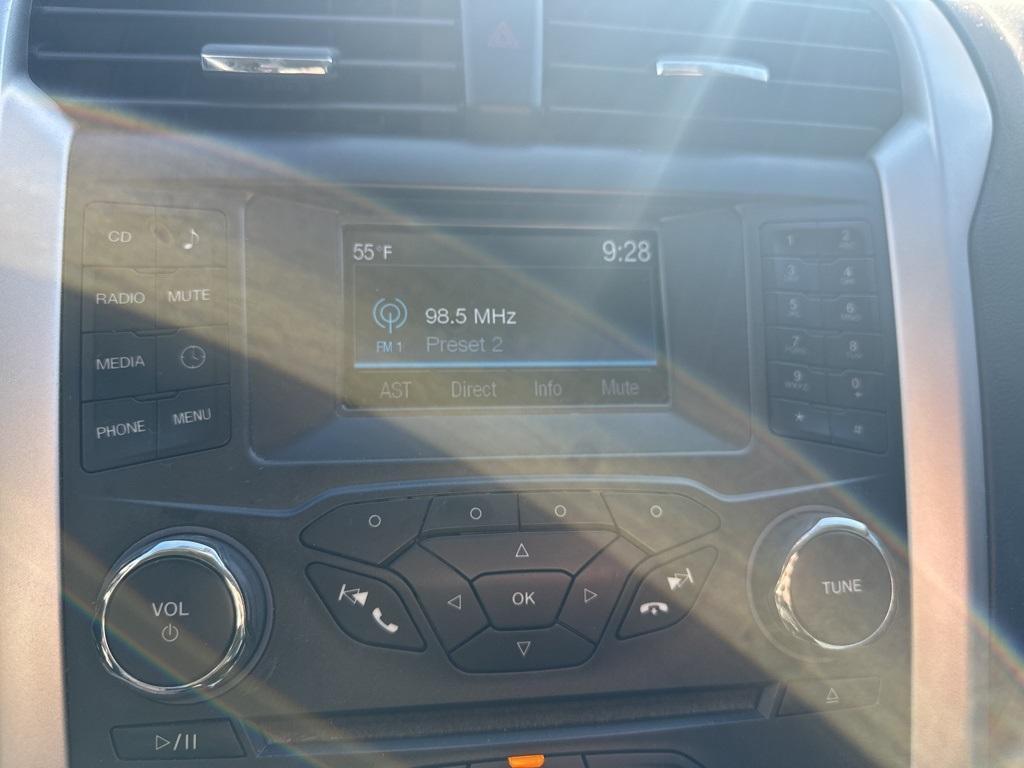 55°F 9:28
98.5 MHz
FM 1 Preset 2
AST Direct Info Mute
CD
RADIO MUTE
MEDIA
PHONE MENU
1 2
3 4
5 6
7 8
9 0
WXYZ +
* #
VOL
OK
TUNE